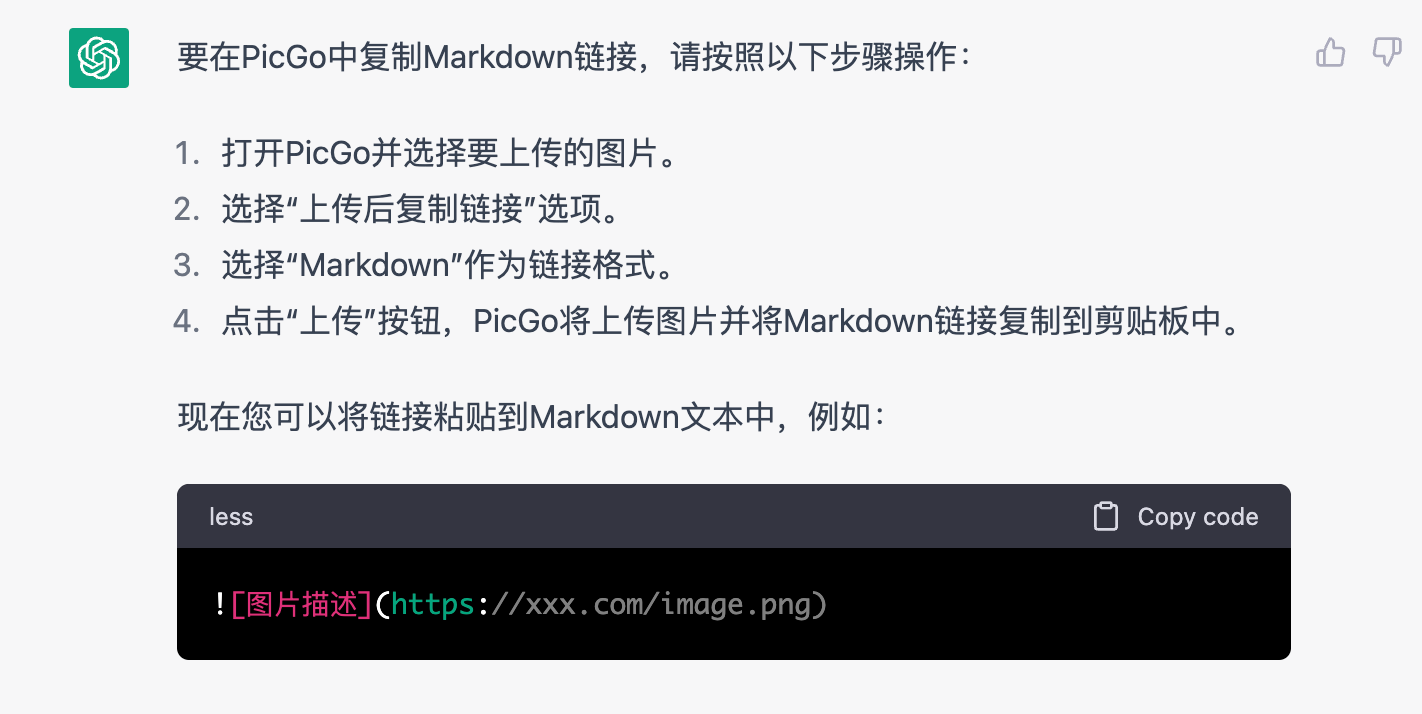 要在PicGo中复制Markdown链接，请按照以下步骤操作：
1. 打开PicGo并选择要上传的图片。
2. 选择“上传后复制链接”选项。
3. 选择“Markdown”作为链接格式。
4. 点击“上传”按钮，PicGo将上传图片并将Markdown链接复制到剪贴板中。
现在您可以将链接粘贴到Markdown文本中，例如：
less Copy code
![图片描述](https://xxx.com/image.png)